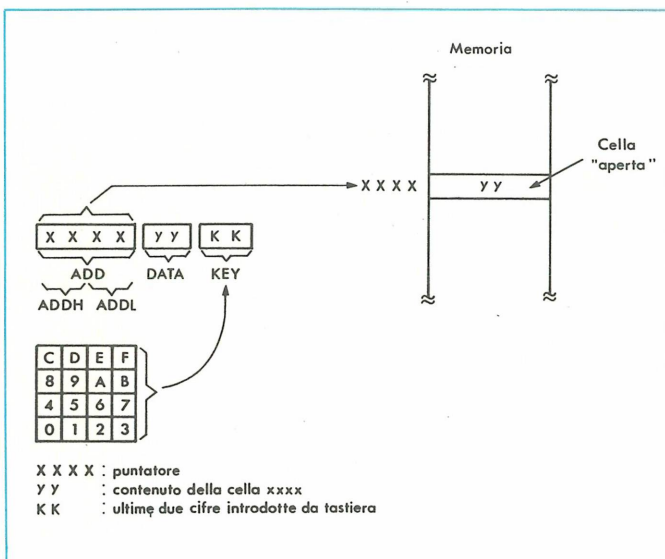 Memoria
Cella
"aperta"
X X X X
y y
X X X X y y K K
ADD DATA KEY
ADDH ADDL
C D E F
8 9 A B
4 5 6 7
0 1 2 3
X X X X : puntatore
y y : contenuto della cella xxxx
K K : ultime due cifre introdotte da tastiera